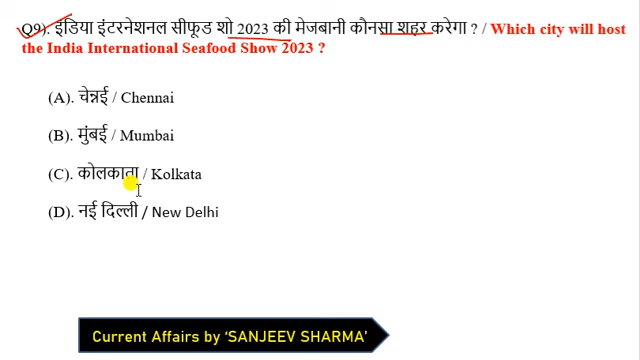 Q9). इंडिया इंटरनेशनल सीफूड शो 2023 की मेजबानी कौनसा शहर करेगा ? / Which city will host
the India International Seafood Show 2023 ?
(A). चेन्नई / Chennai
(B). मुंबई / Mumbai
(C). कोलकाता / Kolkata
(D). नई दिल्ली / New Delhi
Current Affairs by ‘SANJEEV SHARMA’